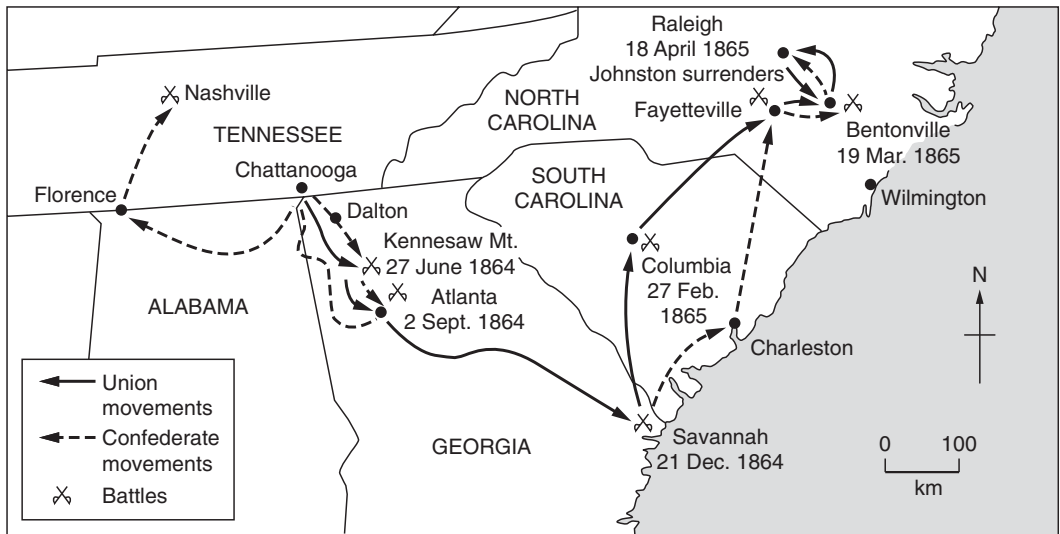 Raleigh
18 April 1865
Johnston surrenders
Nashville
NORTH
CAROLINA
Fayetteville
TENNESSEE
Bentonville
19 Mar. 1865
Chattanooga
SOUTH
CAROLINA
Florence
Wilmington
Dalton
Kennesaw Mt.
27 June 1864
Columbia
27 Feb.
1865
N
ALABAMA
Atlanta
2 Sept. 1864
Charleston
Union
movements
Confederate
movements
Battles
GEORGIA
Savannah
21 Dec. 1864
0 100
km